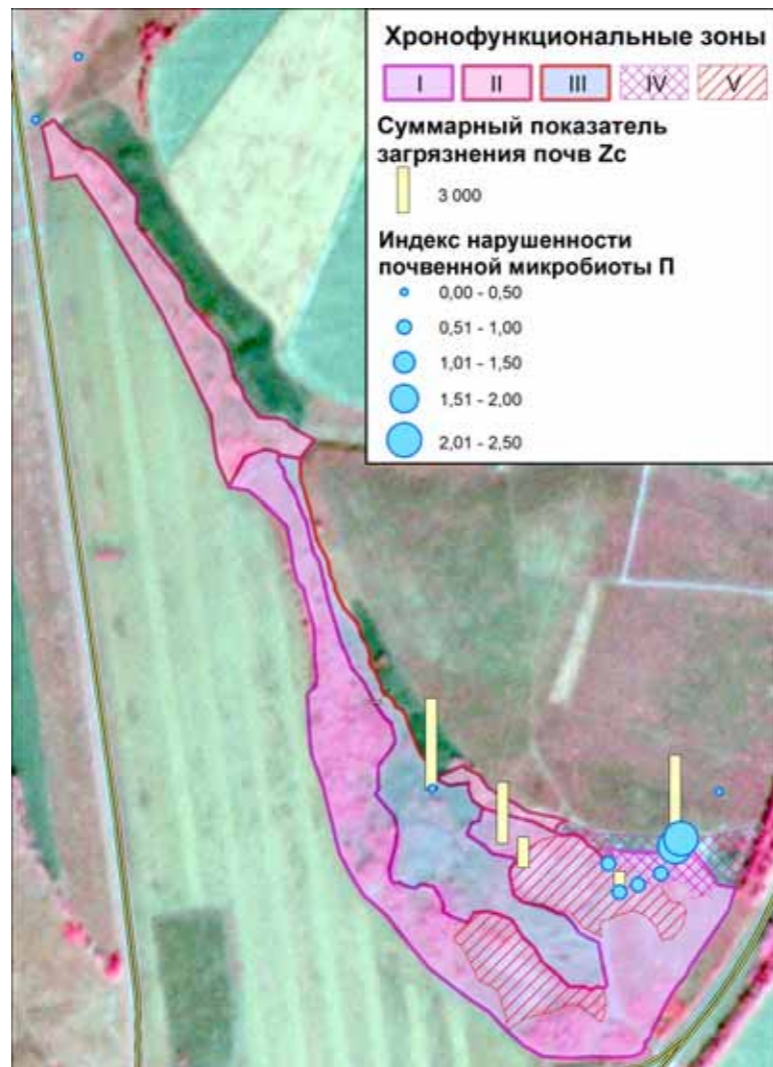 Хронофункциональные зоны
I II III IV V
Суммарный показатель
загрязнения почв Zc
3 000
Индекс нарушенности
почвенной микробиоты П
0,00 - 0,50
0,51 - 1,00
1,01 - 1,50
1,51 - 2,00
2,01 - 2,50